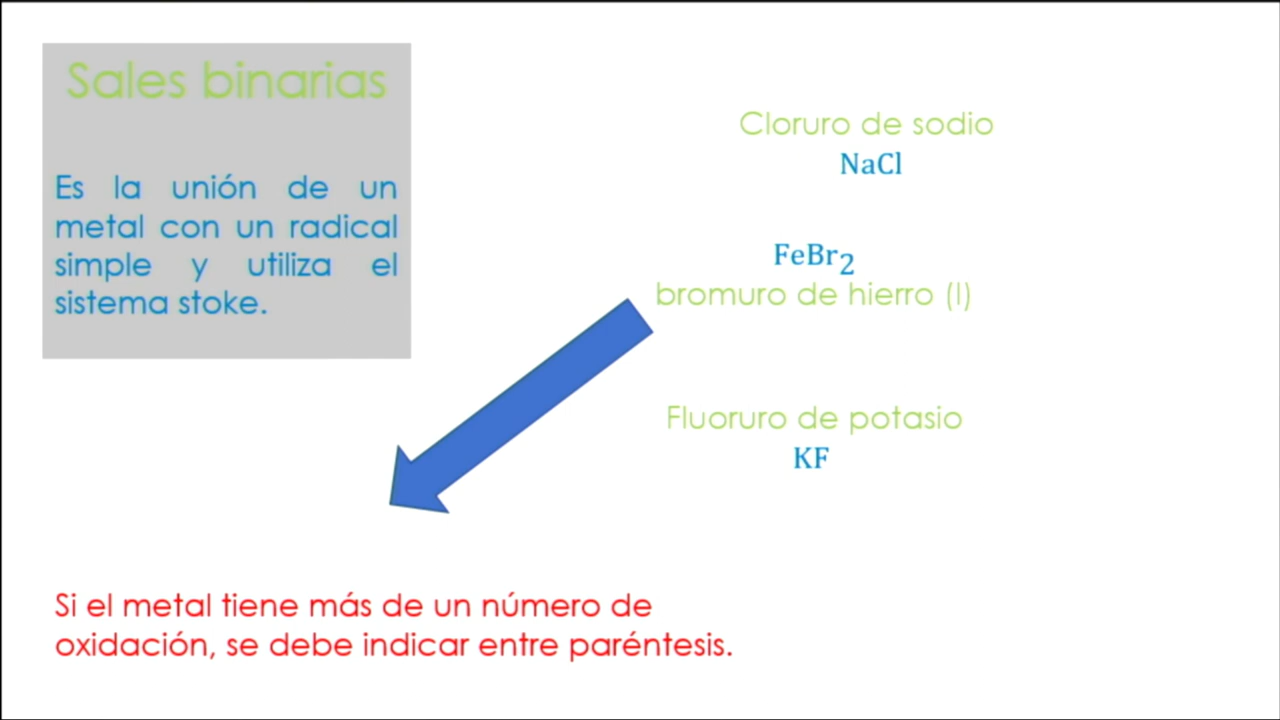 Sales binarias
Es la unión de un
metal con un radical
simple y utiliza el
sistema stoke.
Cloruro de sodio
NaCl
FeBr₂
bromuro de hierro (I)
Fluoruro de potasio
KF
Si el metal tiene más de un número de
oxidación, se debe indicar entre paréntesis.